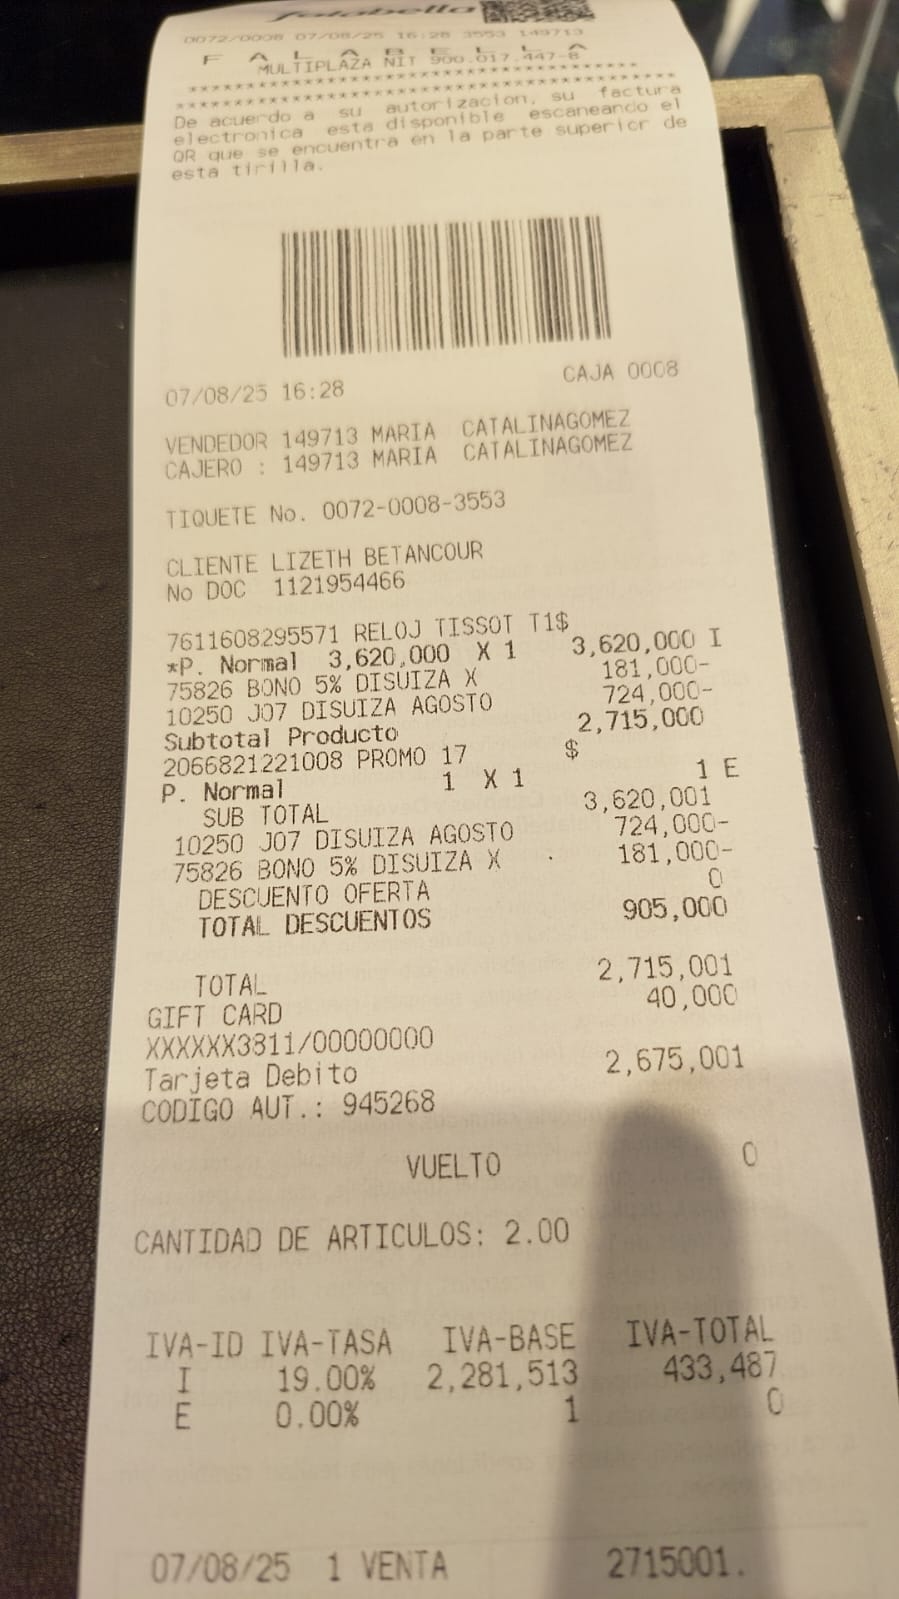 falabella
0072/0008 07/08/25 16:28 3553 149713
F A L A B E L L A
MULTIPLAZA NIT 900.017.447-8
****************************************
****************************************
De acuerdo a su autorizacion, su factura
electronica esta disponible escaneando el
QR que se encuentra en la parte superior de
esta tirilla.
07/08/25 16:28 CAJA 0008
VENDEDOR 149713 MARIA CATALINAGOMEZ
CAJERO : 149713 MARIA CATALINAGOMEZ
TIQUETE No. 0072-0008-3553
CLIENTE LIZETH BETANCOUR
No DOC 1121954466
7611608295571 RELOJ TISSOT T1$
*P. Normal 3,620,000 X 1 3,620,000 I
75826 BONO 5% DISUIZA X 181,000-
10250 J07 DISUIZA AGOSTO 724,000-
Subtotal Producto 2,715,000
2066821221008 PROMO 17 $
P. Normal 1 X 1 1 E
SUB TOTAL 3,620,001
10250 J07 DISUIZA AGOSTO 724,000-
75826 BONO 5% DISUIZA X 181,000-
DESCUENTO OFERTA 0
TOTAL DESCUENTOS 905,000
TOTAL 2,715,001
GIFT CARD 40,000
XXXXXX3811/00000000
Tarjeta Debito 2,675,001
CODIGO AUT.: 945268
VUELTO 0
CANTIDAD DE ARTICULOS: 2.00
IVA-ID IVA-TASA IVA-BASE IVA-TOTAL
I 19.00% 2,281,513 433,487
E 0.00% 1 0
07/08/25 1 VENTA 2715001.